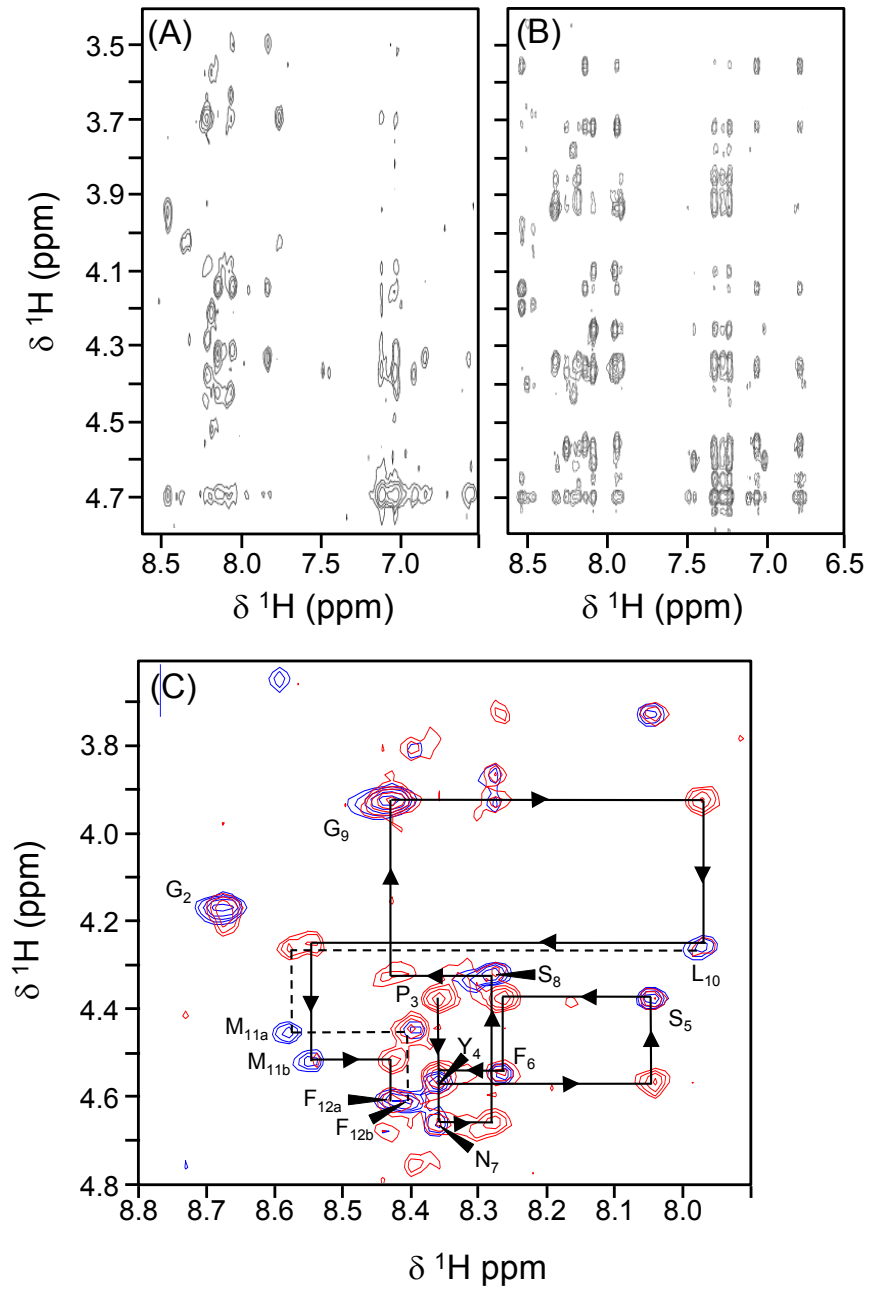 (A)
(B)
3.5
3.7
3.9
4.1
4.3
4.5
4.7
δ ¹H (ppm)
8.5 8.0 7.5 7.0
8.5 8.0 7.5 7.0 6.5
δ ¹H (ppm)
δ ¹H (ppm)
(C)
3.8
4.0
4.2
4.4
4.6
4.8
δ ¹H (ppm)
G₉
G₂
L₁₀
P₃
S₈
S₅
M₁₁ₐ
Y₄
F₆
M₁₁b
F₁₂ₐ
F₁₂b
N₇
8.8 8.7 8.6 8.5 8.4 8.3 8.2 8.1 8.0
δ ¹H ppm